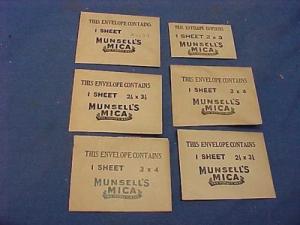 THIS ENVELOPE CONTAINS
1 SHEET
MUNSELL'S
MICA
THIS ENVELOPE CONTAINS
1 SHEET 2 x 3
MUNSELL'S
MICA
THIS ENVELOPE CONTAINS
1 SHEET 2½ x 3½
MUNSELL'S
MICA
THIS ENVELOPE CONTAINS
1 SHEET 3 x 4
MUNSELL'S
MICA
THIS ENVELOPE CONTAINS
1 SHEET 3 x 4
MUNSELL'S
MICA
THIS ENVELOPE CONTAINS
1 SHEET 2½ x 3½
MUNSELL'S
MICA